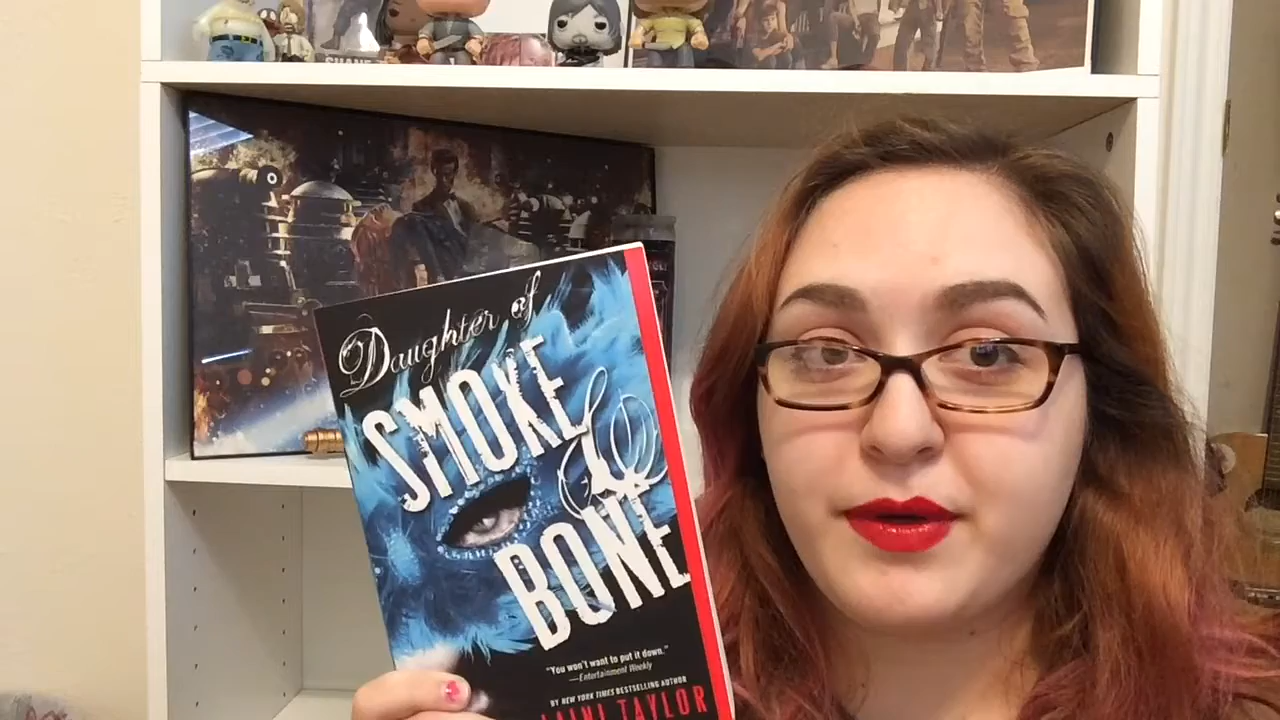 Daughter of
SMOKE
&
BONE
"You won't want to put it down."
—Entertainment Weekly
BY NEW YORK TIMES BESTSELLING AUTHOR
LAINI TAYLOR